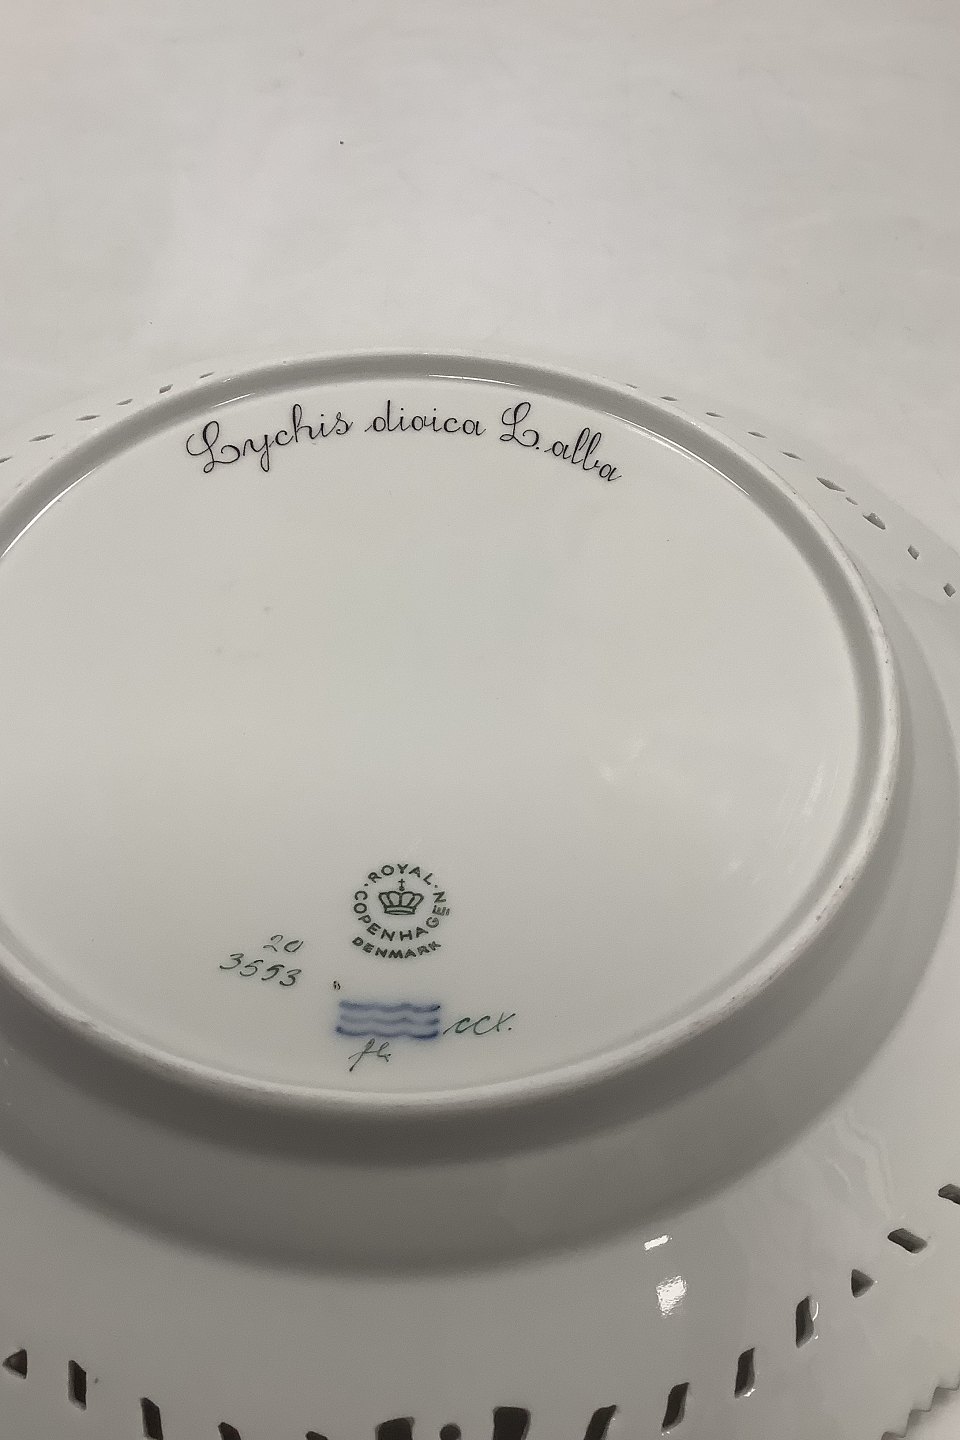 Lychis dioica L. alba
ROYAL
COPENHAGEN
DENMARK
20
3553